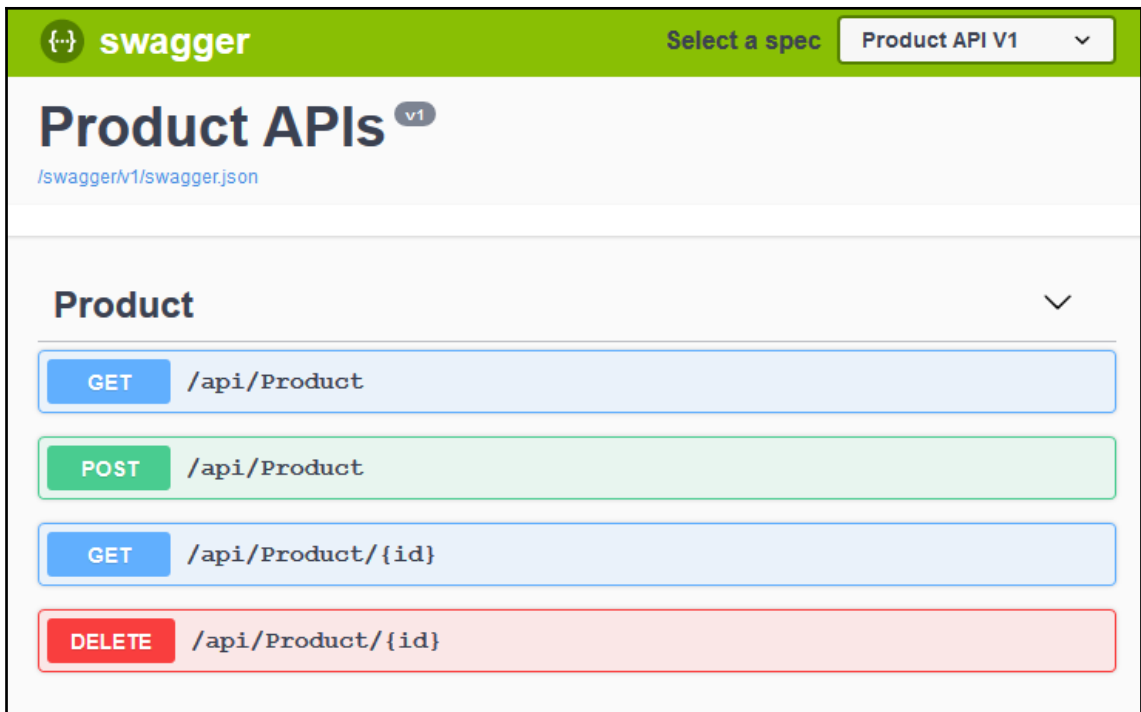 swagger Select a spec Product API V1
Product APIs v1
/swagger/v1/swagger.json
Product
GET /api/Product
POST /api/Product
GET /api/Product/{id}
DELETE /api/Product/{id}